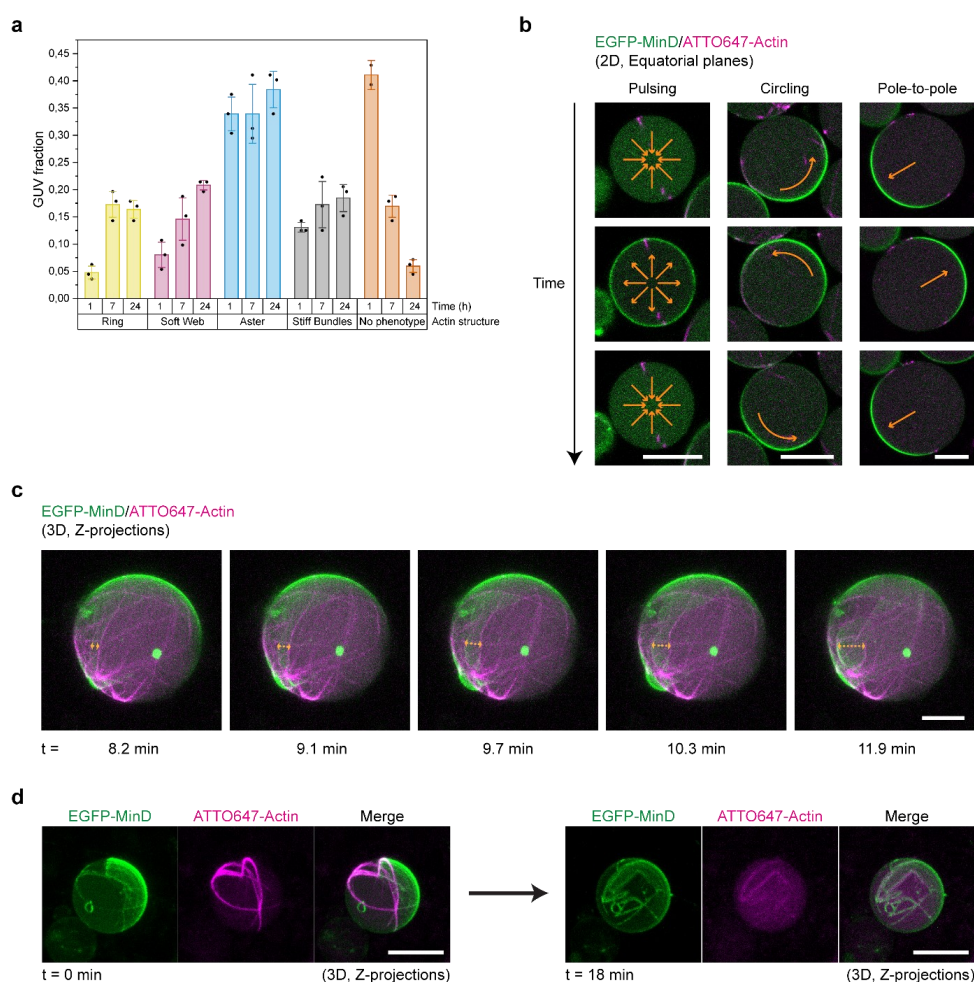 a
0,45
0,40
0,35
0,30
0,25
0,20
0,15
0,10
0,05
0,00
GUV fraction
1 7 24 1 7 24 1 7 24 1 7 24 1 7 24 Time (h)
Ring Soft Web Aster Stiff Bundles No phenotype Actin structure
b
EGFP-MinD/ATTO647-Actin
(2D, Equatorial planes)
Pulsing Circling Pole-to-pole
Time
c
EGFP-MinD/ATTO647-Actin
(3D, Z-projections)
t = 8.2 min 9.1 min 9.7 min 10.3 min 11.9 min
d
EGFP-MinD ATTO647-Actin Merge
t = 0 min (3D, Z-projections)
EGFP-MinD ATTO647-Actin Merge
t = 18 min (3D, Z-projections)